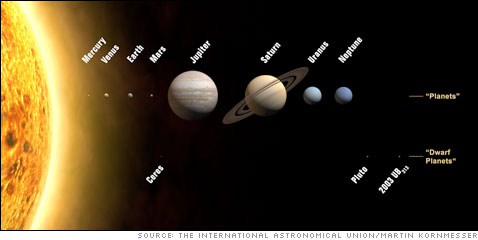 Mercury
Venus
Earth
Mars
Jupiter
Saturn
Uranus
Neptune
"Planets"
Ceres
Pluto
2003 UB313
"Dwarf
Planets"
SOURCE: THE INTERNATIONAL ASTRONOMICAL UNION/MARTIN KORNMESSER